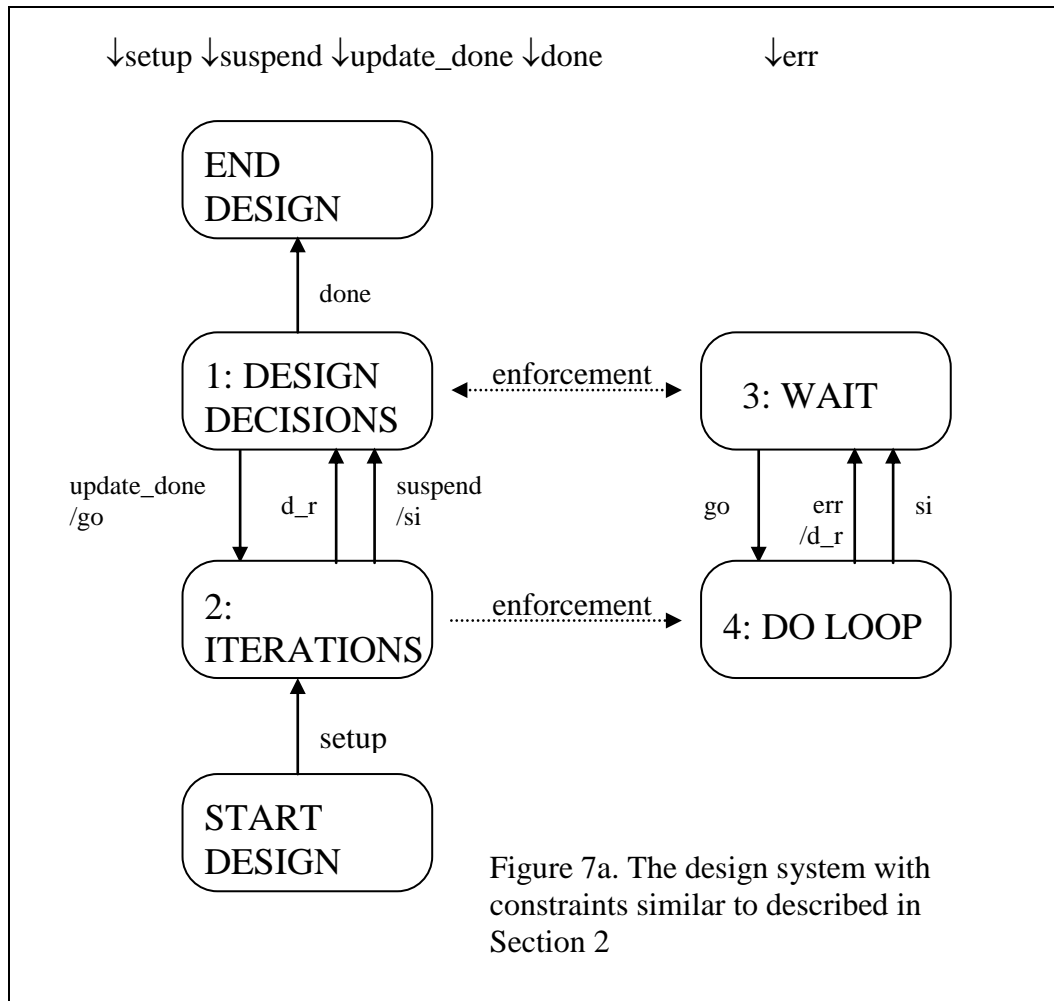 ↓setup ↓suspend ↓update_done ↓done ↓err
END
DESIGN
done
1: DESIGN
DECISIONS
enforcement
3: WAIT
update_done
/go
d_r
suspend
/si
go
err
/d_r
si
2:
ITERATIONS
enforcement
4: DO LOOP
setup
START
DESIGN
Figure 7a. The design system with
constraints similar to described in
Section 2